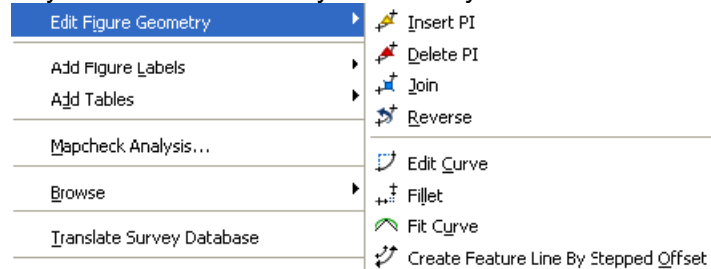 Edit Figure Geometry
Add Figure Labels
Add Tables
Mapcheck Analysis...
Browse
Translate Survey Database
Insert PI
Delete PI
Join
Reverse
Edit Curve
Fillet
Fit Curve
Create Feature Line By Stepped Offset